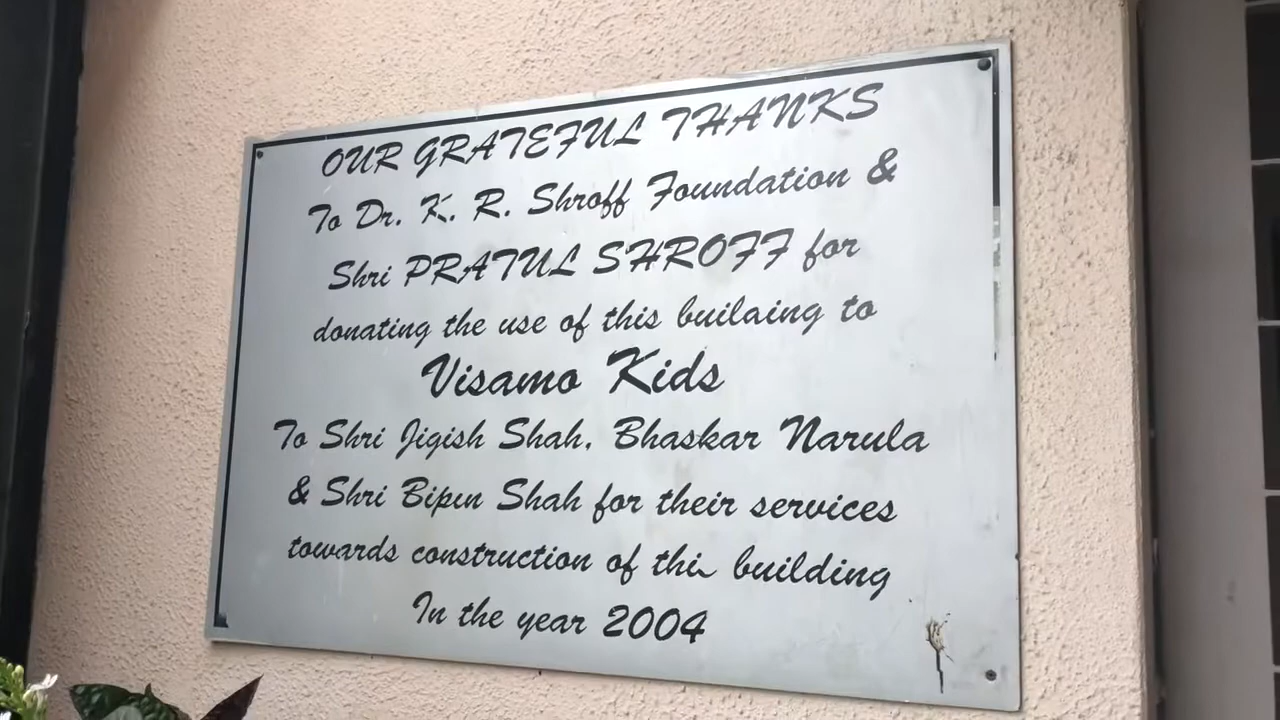 OUR GRATEFUL THANKS
To Dr. K. R. Shroff Foundation &
Shri PRATUL SHROFF for
donating the use of this builaing to
Visamo Kids
To Shri Jigish Shah, Bhaskar Narula
& Shri Bipin Shah for their services
towards construction of thi building
In the year 2004